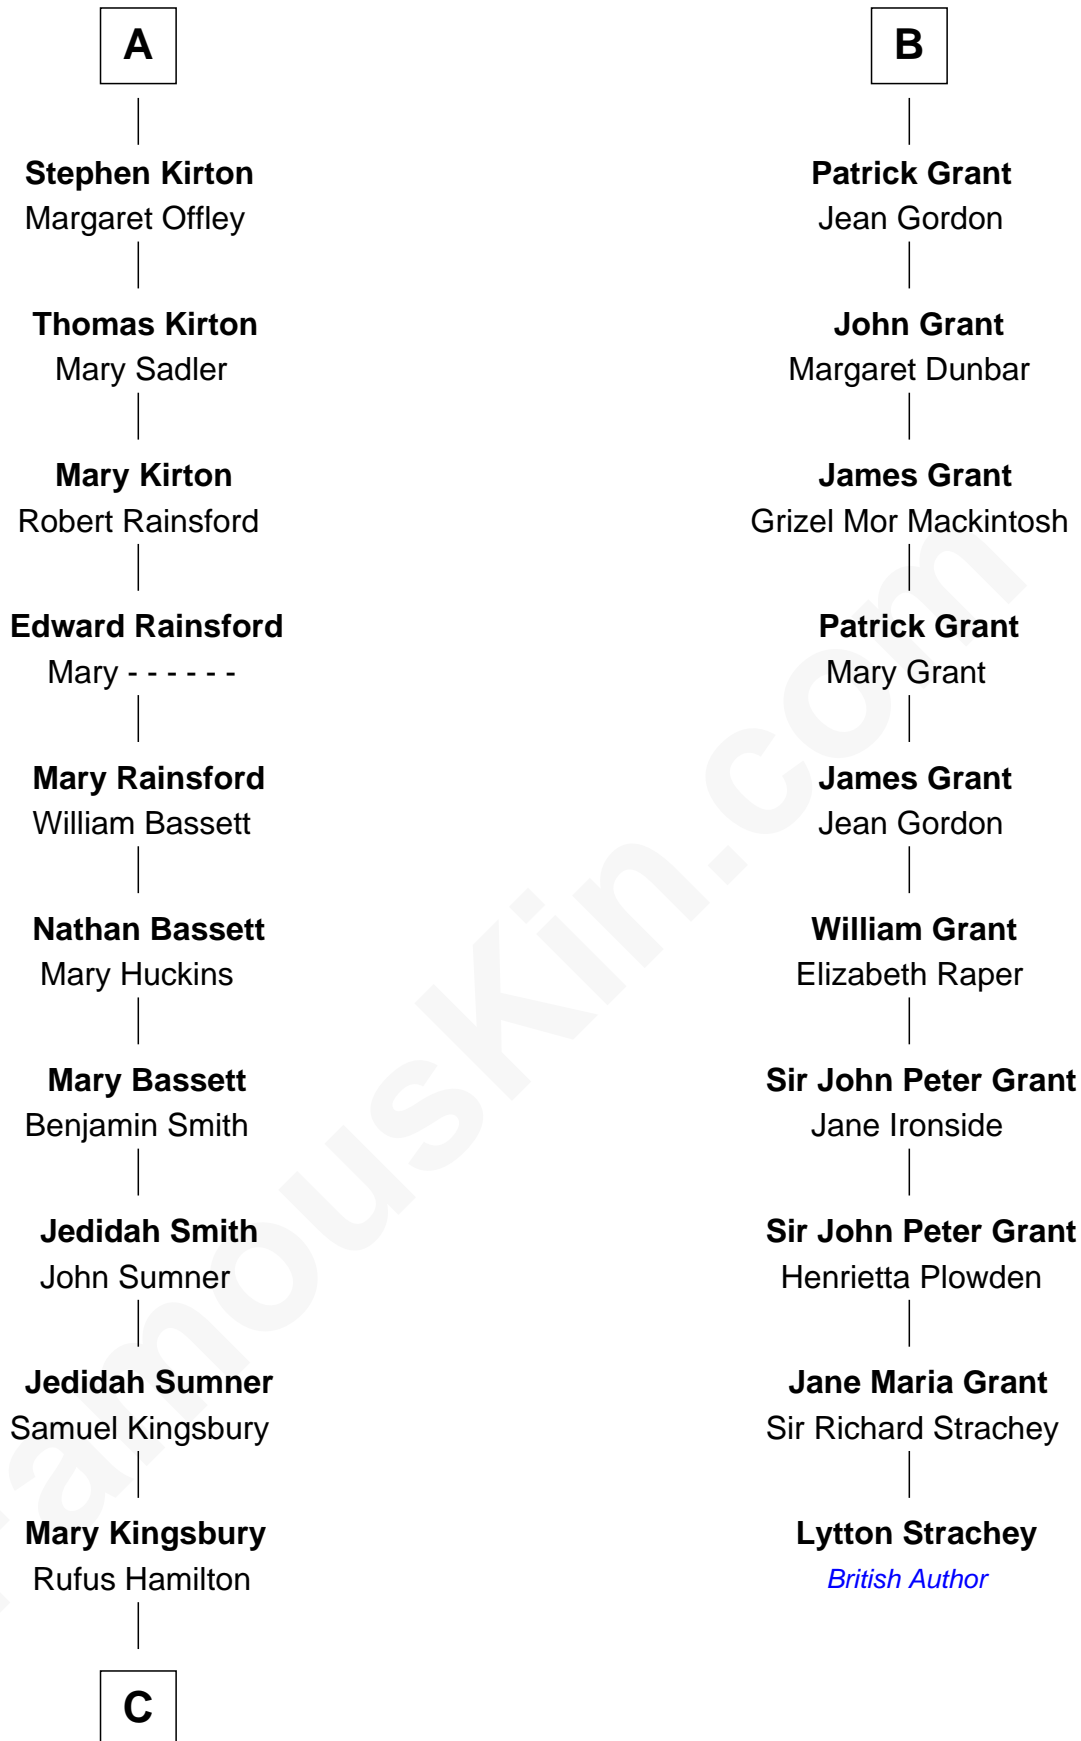 A
Stephen Kirton
Margaret Offley
Thomas Kirton
Mary Sadler
Mary Kirton
Robert Rainsford
Edward Rainsford
Mary - - - - - -
Mary Rainsford
William Bassett
Nathan Bassett
Mary Huckins
Mary Bassett
Benjamin Smith
Jedidah Smith
John Sumner
Jedidah Sumner
Samuel Kingsbury
Mary Kingsbury
Rufus Hamilton
C
B
Patrick Grant
Jean Gordon
John Grant
Margaret Dunbar
James Grant
Grizel Mor Mackintosh
Patrick Grant
Mary Grant
James Grant
Jean Gordon
William Grant
Elizabeth Raper
Sir John Peter Grant
Jane Ironside
Sir John Peter Grant
Henrietta Plowden
Jane Maria Grant
Sir Richard Strachey
Lytton Strachey
British Author
FamousKin.com